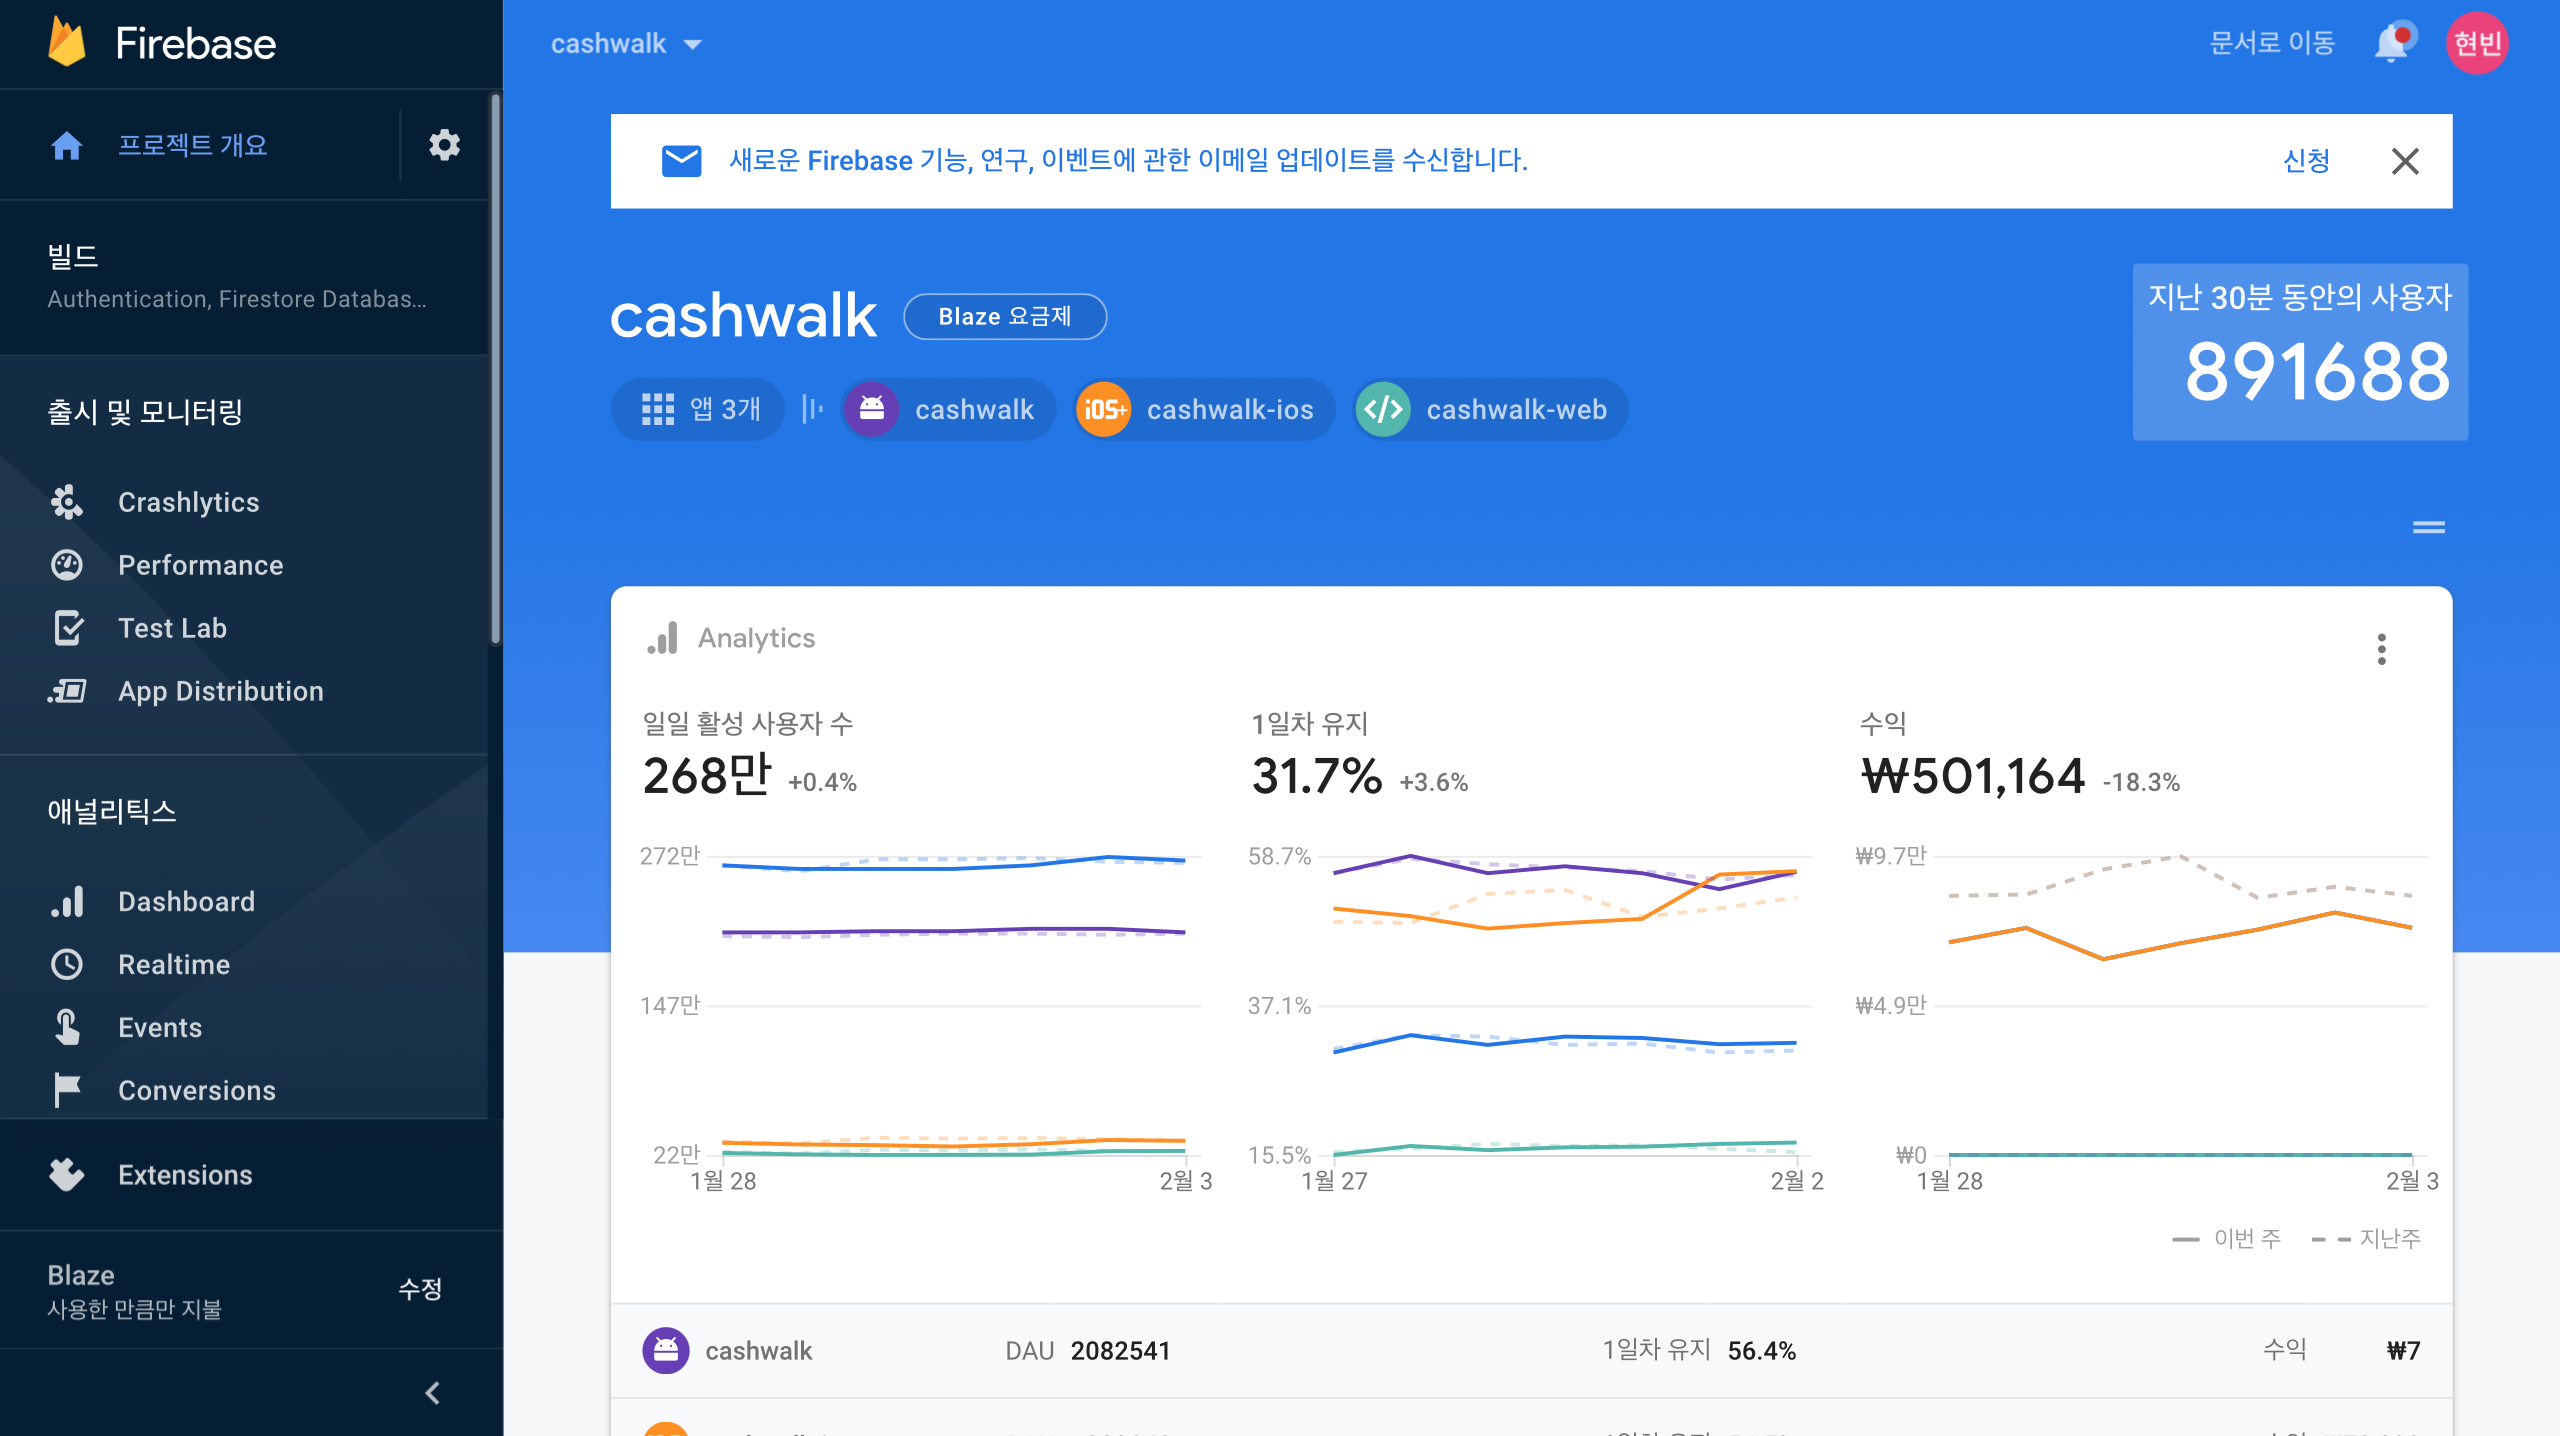 Firebase
프로젝트 개요
빌드
Authentication, Firestore Databas...
출시 및 모니터링
Crashlytics
Performance
Test Lab
App Distribution
애널리틱스
Dashboard
Realtime
Events
Conversions
Extensions
Blaze
사용한 만큼만 지불
수정
cashwalk
문서로 이동
현빈
새로운 Firebase 기능, 연구, 이벤트에 관한 이메일 업데이트를 수신합니다.
신청
cashwalk
Blaze 요금제
앱 3개
cashwalk
iOS+
cashwalk-ios
cashwalk-web
지난 30분 동안의 사용자
891688
Analytics
일일 활성 사용자 수
268만 +0.4%
272만
147만
22만
1월 28
2월 3
1일차 유지
31.7% +3.6%
58.7%
37.1%
15.5%
1월 27
2월 2
수익
₩501,164 -18.3%
₩9.7만
₩4.9만
₩0
1월 28
2월 3
이번 주
지난주
cashwalk DAU 2082541 1일차 유지 56.4% 수익 ₩7